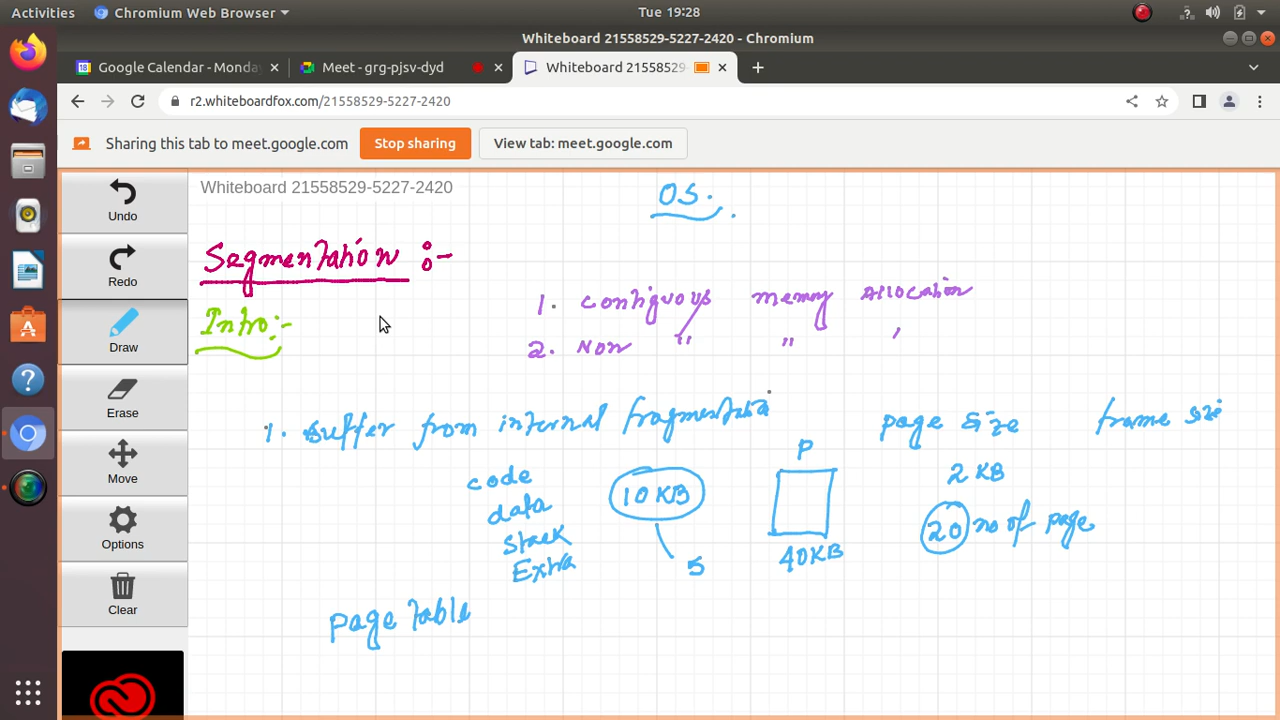 Activities Chromium Web Browser Tue 19:28
Whiteboard 21558529-5227-2420 - Chromium
Google Calendar - Monday Meet - grg-pjsv-dyd Whiteboard 21558529
r2.whiteboardfox.com/21558529-5227-2420
Sharing this tab to meet.google.com Stop sharing View tab: meet.google.com
Whiteboard 21558529-5227-2420
Undo
Redo
Draw
Erase
Move
Options
Clear
OS.
Segmentation :-
Intro:-
1. contiguous memory Allocation
2. Non " " "
1. Suffer from internal fragmentatio page size frame size
code 10KB P 2 KB
data 20 no of page
stack
Extra 5 40KB
page table